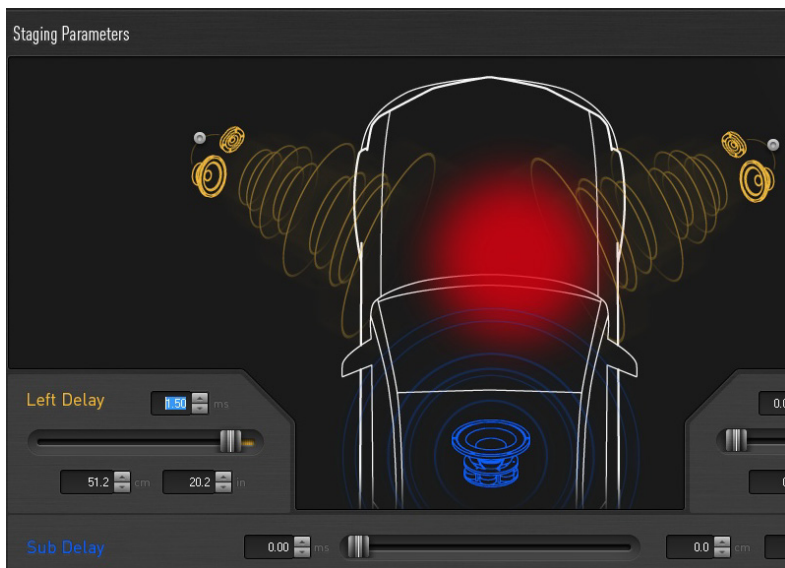 Staging Parameters
Left Delay 1.50 ms
51.2 cm 20.2 in
Sub Delay 0.00 ms 0.0 cm